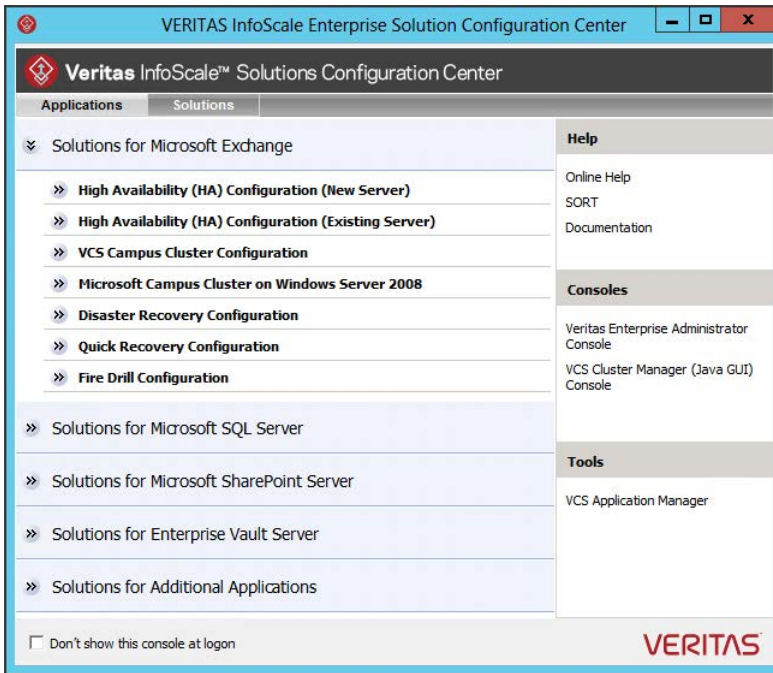 VERITAS InfoScale Enterprise Solution Configuration Center
Veritas InfoScale™ Solutions Configuration Center
Applications
Solutions
Solutions for Microsoft Exchange
High Availability (HA) Configuration (New Server)
High Availability (HA) Configuration (Existing Server)
VCS Campus Cluster Configuration
Microsoft Campus Cluster on Windows Server 2008
Disaster Recovery Configuration
Quick Recovery Configuration
Fire Drill Configuration
Solutions for Microsoft SQL Server
Solutions for Microsoft SharePoint Server
Solutions for Enterprise Vault Server
Solutions for Additional Applications
Help
Online Help
SORT
Documentation
Consoles
Veritas Enterprise Administrator
Console
VCS Cluster Manager (Java GUI)
Console
Tools
VCS Application Manager
Don't show this console at logon
VERITAS